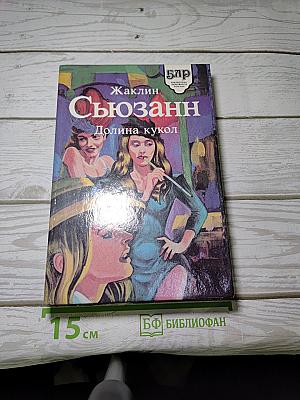 БЛР
Жаклин
Сьюзанн
Долина кукол
15 см
БФ БИБЛИОФАН